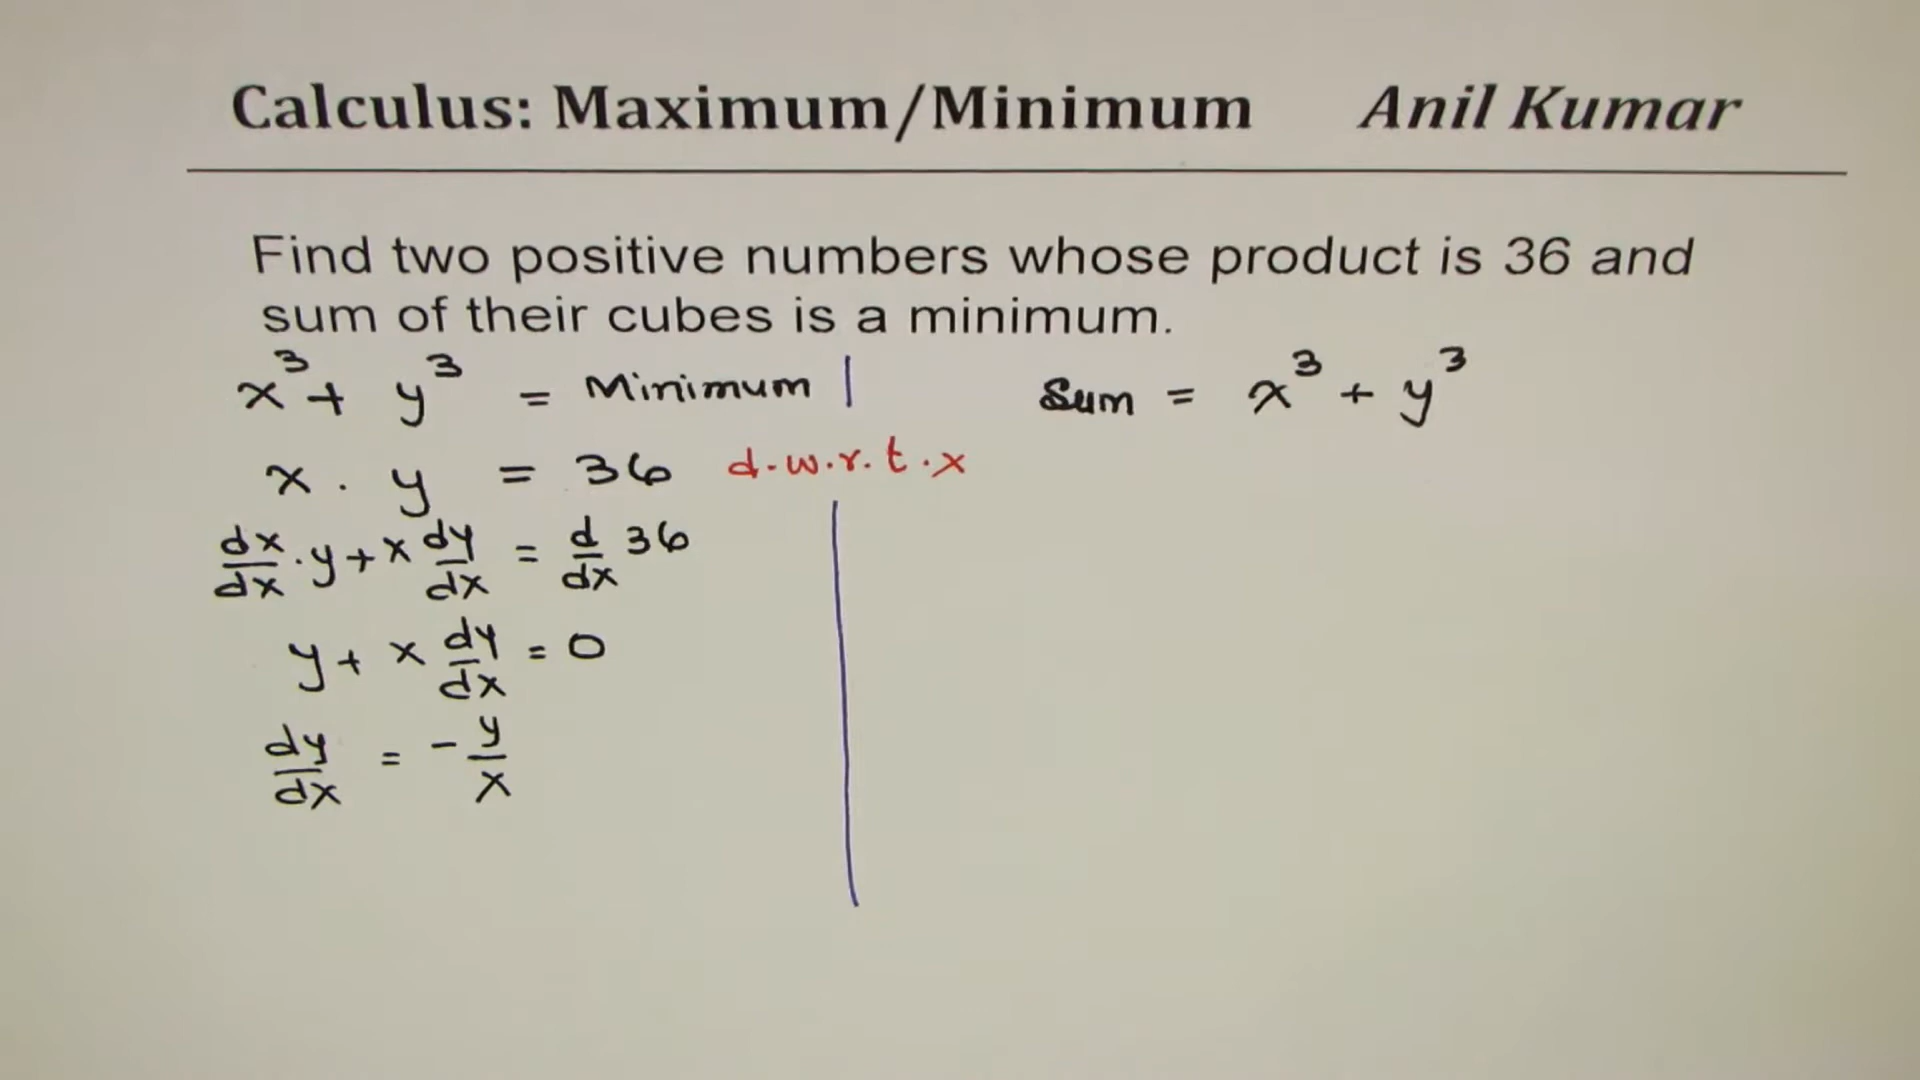 Calculus: Maximum/Minimum Anil Kumar
Find two positive numbers whose product is 36 and
sum of their cubes is a minimum.
x³ + y³ = Minimum
x · y = 36 d.w.r.t.x
dx/dx · y + x dy/dx = d/dx 36
y + x dy/dx = 0
dy/dx = - y/x
Sum = x³ + y³